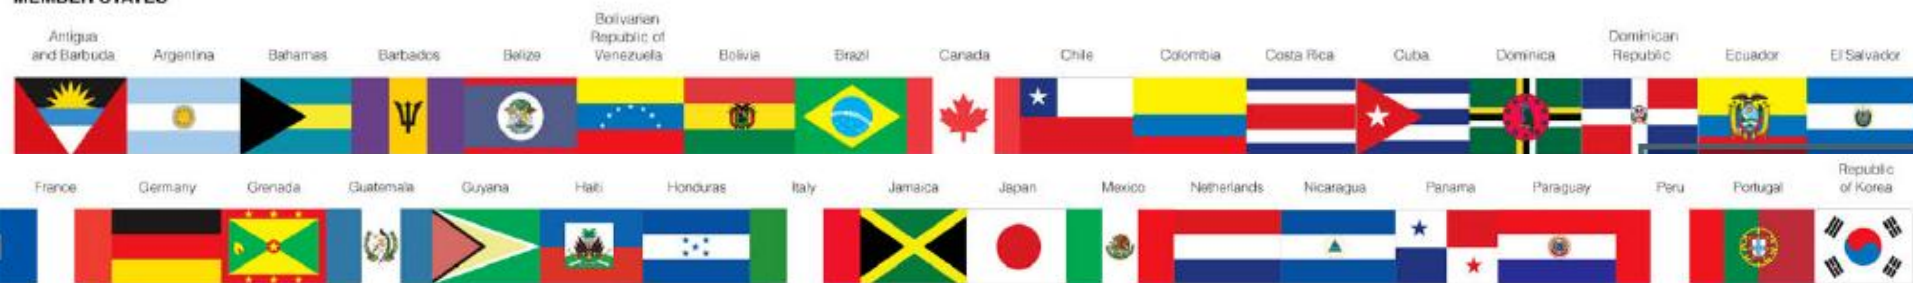 MEMBER STATES
Antigua
and Barbuda
Argentina
Bahamas
Barbados
Belize
Bolivarian
Republic of
Venezuela
Bolivia
Brazil
Canada
Chile
Colombia
Costa Rica
Cuba
Dominica
Dominican
Republic
Ecuador
El Salvador
France
Germany
Grenada
Guatemala
Guyana
Haiti
Honduras
Italy
Jamaica
Japan
Mexico
Netherlands
Nicaragua
Panama
Paraguay
Peru
Portugal
Republic
of Korea